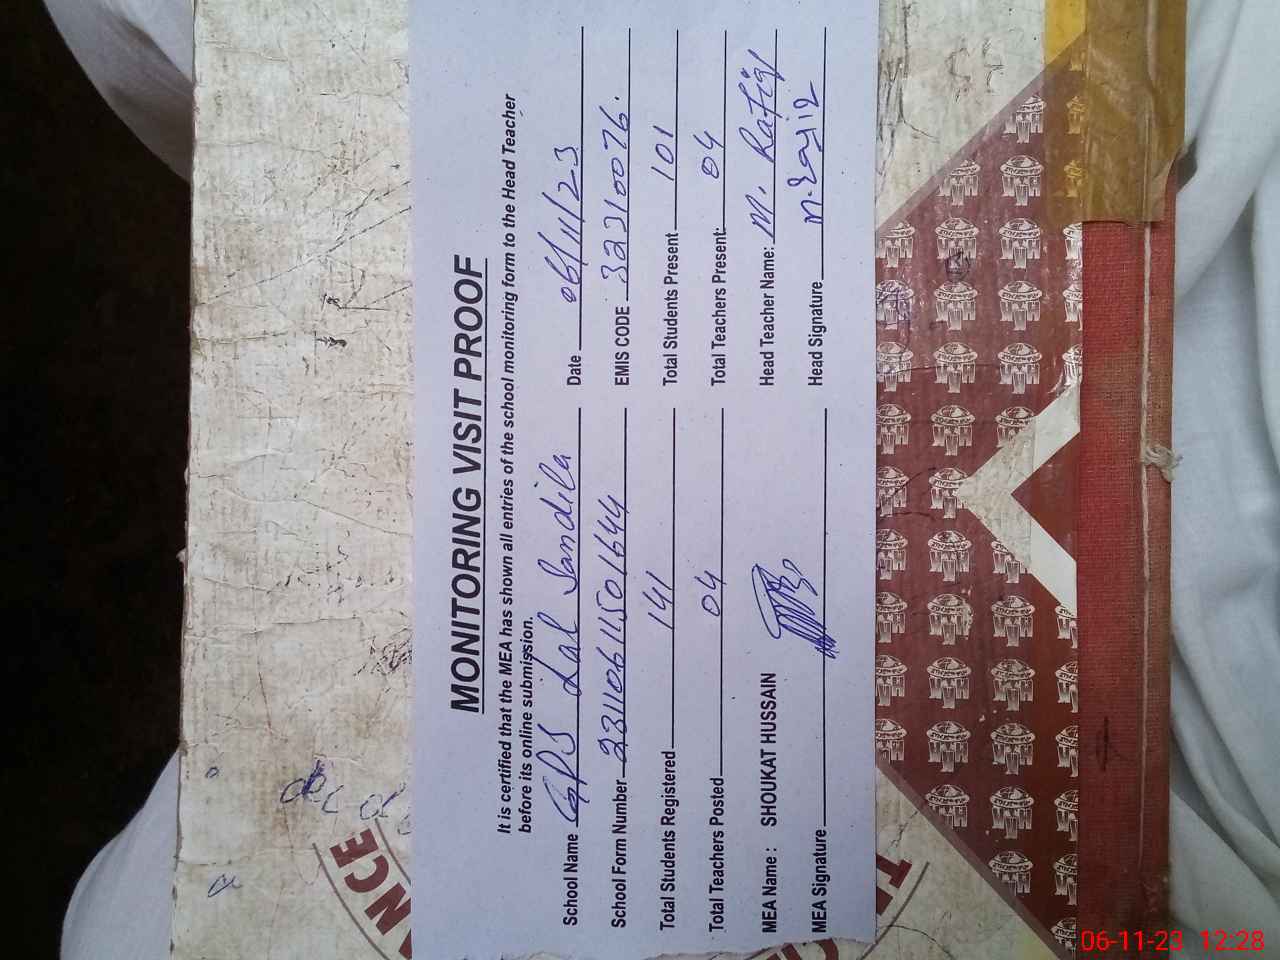 MONITORING VISIT PROOF
It is certified that the MEA has shown all entries of the school monitoring form to the Head Teacher
before its online submission.
School Name GPS Lal Sandila Date 06/11/23
School Form Number 23110611501644 EMIS CODE 32310076.
Total Students Registered 141 Total Students Present 101
Total Teachers Posted 04 Total Teachers Present: 04
MEA Name : SHOUKAT HUSSAIN Head Teacher Name: M. Rafiq
MEA Signature Head Signature
06-11-23 12:28